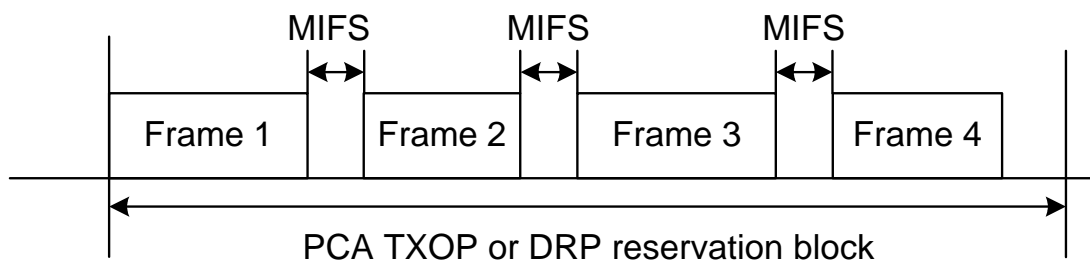 MIFS MIFS MIFS
Frame 1 Frame 2 Frame 3 Frame 4
PCA TXOP or DRP reservation block